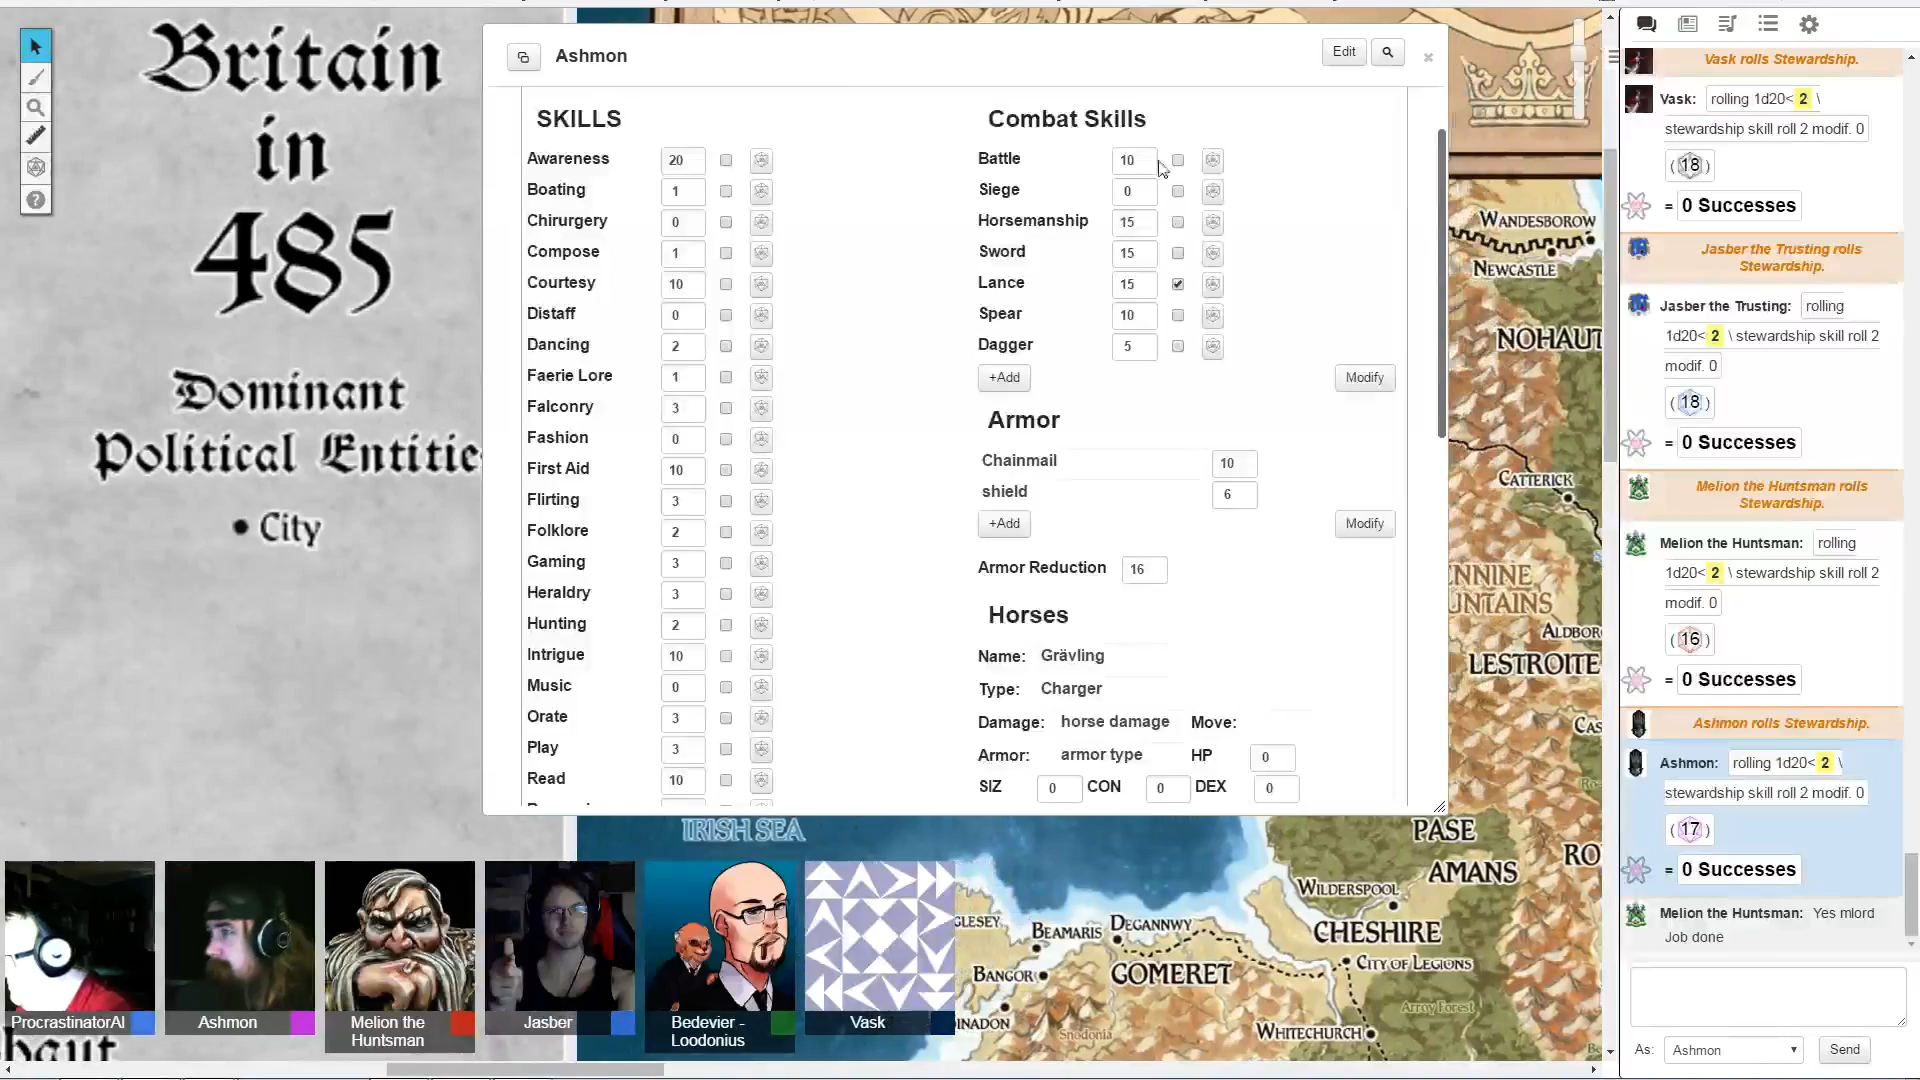 Britain
in
485
Dominant
Political Entitie
• City
Ashmon
Edit
SKILLS
Awareness 20
Boating 1
Chirurgery 0
Compose 1
Courtesy 10
Distaff 0
Dancing 2
Faerie Lore 1
Falconry 3
Fashion 0
First Aid 10
Flirting 3
Folklore 2
Gaming 3
Heraldry 3
Hunting 2
Intrigue 10
Music 0
Orate 3
Play 3
Read 10
Combat Skills
Battle 10
Siege 0
Horsemanship 15
Sword 15
Lance 15
Spear 10
Dagger 5
+Add Modify
Armor
Chainmail 10
shield 6
+Add Modify
Armor Reduction 16
Horses
Name: Grävling
Type: Charger
Damage: horse damage Move:
Armor: armor type HP 0
SIZ 0 CON 0 DEX 0
WANDESBOROW
NEWCASTLE
NOHAUT
CATTERICK
ENNINE
UNTAINS
ALDBOR
LESTROITE
CAS
IRISH SEA
PASE
AMANS
RO
WILDERSPOOL
GLESEY
BEAMARIS
DEGANNWY
CHESHIRE
BANGOR
GOMERET
CITY OF LEGIONS
Arroy Forest
INADON
Snodonia
WHITECHURCH
haut
ProcrastinatorAl
Ashmon
Melion the
Huntsman
Jasber
Bedevier -
Loodonius
Vask
Vask rolls Stewardship.
Vask: rolling 1d20< 2 \
stewardship skill roll 2 modif. 0
(18)
= 0 Successes
Jasber the Trusting rolls
Stewardship.
Jasber the Trusting: rolling
1d20< 2 \ stewardship skill roll 2
modif. 0
(18)
= 0 Successes
Melion the Huntsman rolls
Stewardship.
Melion the Huntsman: rolling
1d20< 2 \ stewardship skill roll 2
modif. 0
(16)
= 0 Successes
Ashmon rolls Stewardship.
Ashmon: rolling 1d20< 2 \
stewardship skill roll 2 modif. 0
(17)
= 0 Successes
Melion the Huntsman: Yes mlord
Job done
As: Ashmon Send